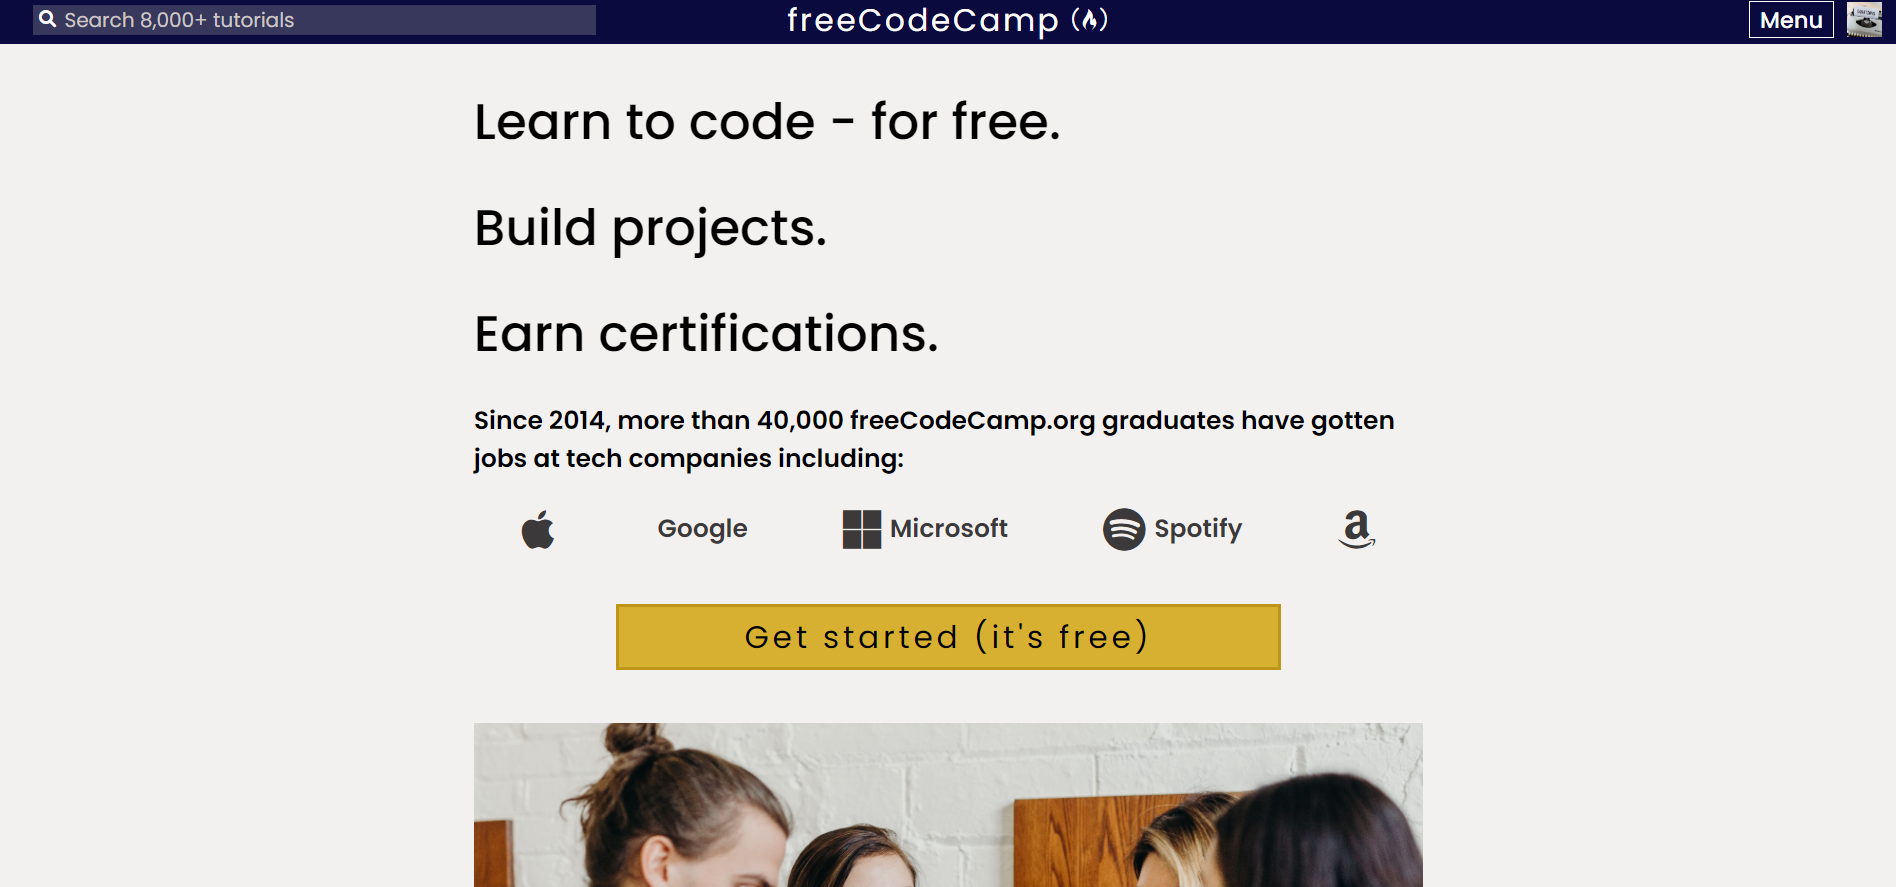 Search 8,000+ tutorials
freeCodeCamp
Menu
Learn to code - for free.
Build projects.
Earn certifications.
Since 2014, more than 40,000 freeCodeCamp.org graduates have gotten
jobs at tech companies including:
Google
Microsoft
Spotify
Get started (it's free)